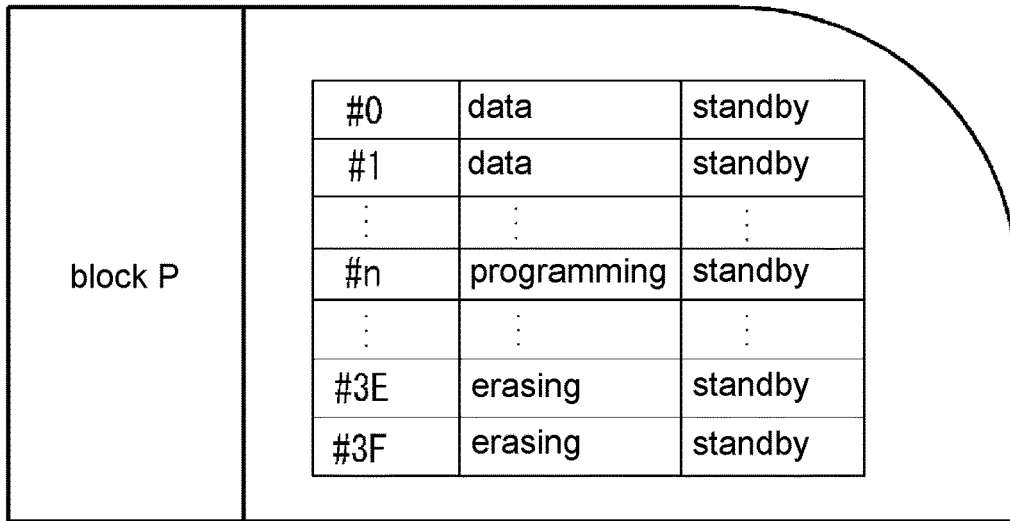 #0 data standby
#1 data standby
⋮ ⋮ ⋮
block P #n programming standby
⋮ ⋮ ⋮
#3E erasing standby
#3F erasing standby